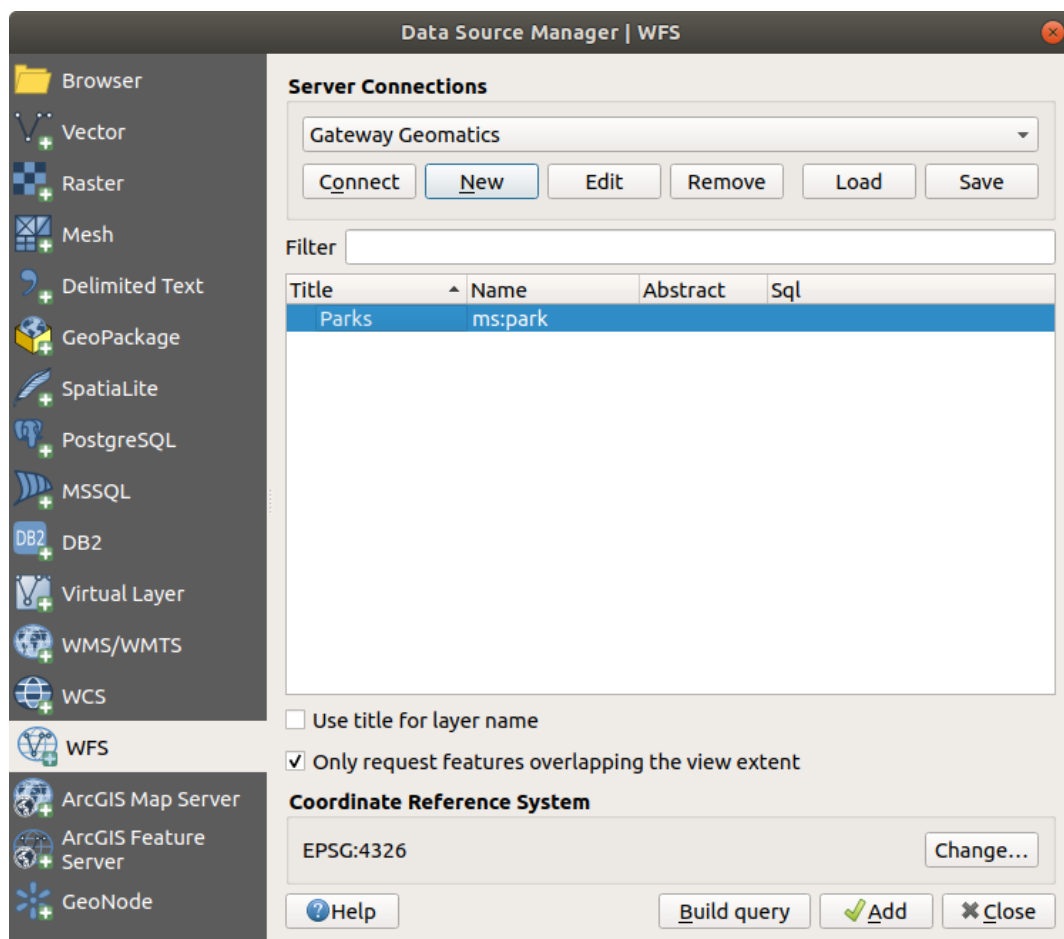 Data Source Manager | WFS
Browser
Vector
Raster
Mesh
Delimited Text
GeoPackage
SpatiaLite
PostgreSQL
MSSQL
DB2
DB2
Virtual Layer
WMS/WMTS
WCS
WFS
ArcGIS Map Server
ArcGIS Feature
Server
GeoNode
Server Connections
Gateway Geomatics
Connect New Edit Remove Load Save
Filter
Title Name Abstract Sql
Parks ms:park
Use title for layer name
Only request features overlapping the view extent
Coordinate Reference System
EPSG:4326 Change...
Help Build query Add Close